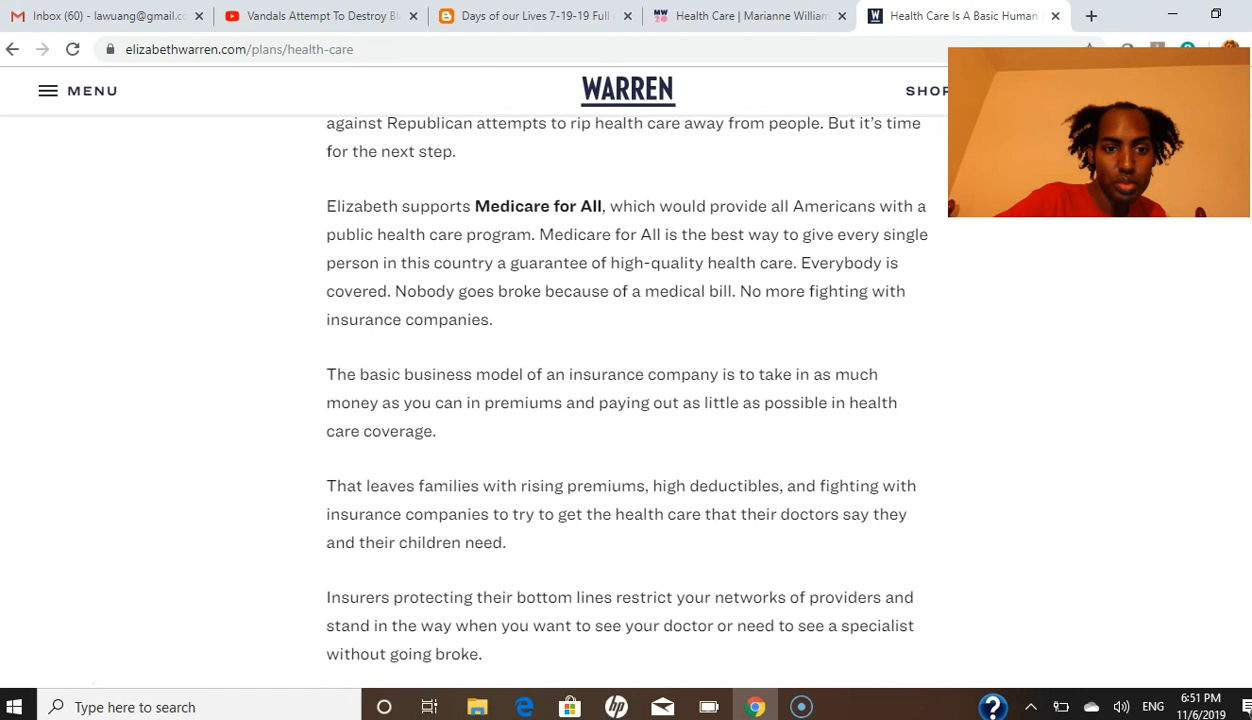 Inbox (60) - lawuang@gmail.c
Vandals Attempt To Destroy Bl
Days of our Lives 7-19-19 Full
MW
20
Health Care | Marianne William
W
Health Care Is A Basic Human
elizabethwarren.com/plans/health-care
MENU
WARREN
SHOP
against Republican attempts to rip health care away from people. But it’s time
for the next step.
Elizabeth supports Medicare for All, which would provide all Americans with a
public health care program. Medicare for All is the best way to give every single
person in this country a guarantee of high-quality health care. Everybody is
covered. Nobody goes broke because of a medical bill. No more fighting with
insurance companies.
The basic business model of an insurance company is to take in as much
money as you can in premiums and paying out as little as possible in health
care coverage.
That leaves families with rising premiums, high deductibles, and fighting with
insurance companies to try to get the health care that their doctors say they
and their children need.
Insurers protecting their bottom lines restrict your networks of providers and
stand in the way when you want to see your doctor or need to see a specialist
without going broke.
Type here to search
hp
ENG
6:51 PM
11/6/2019